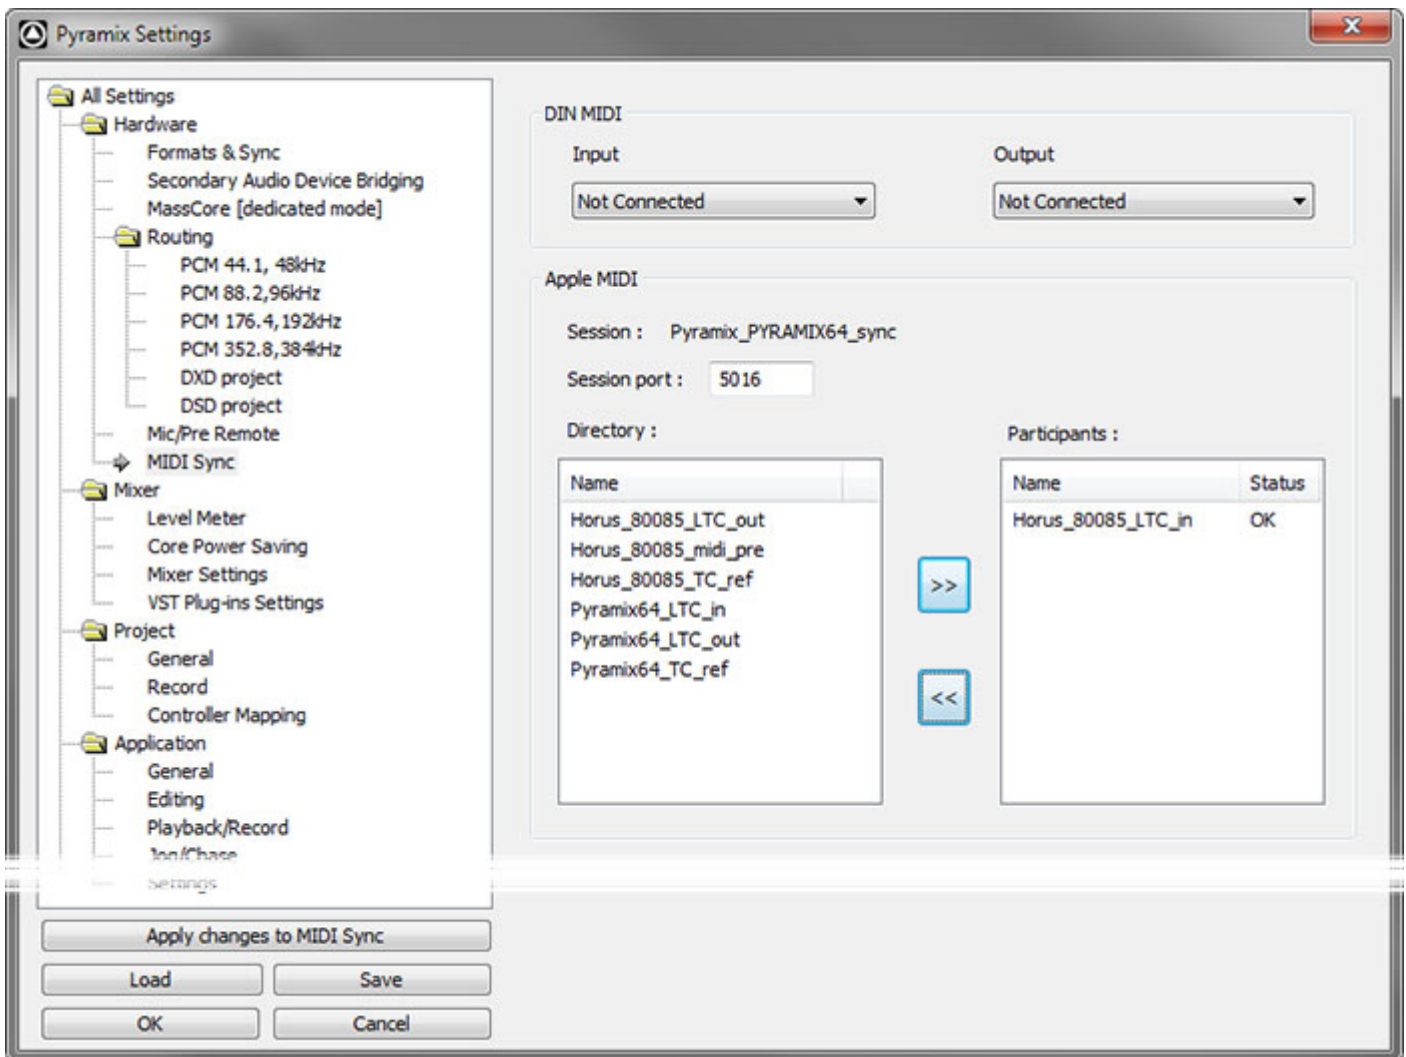 Pyramix Settings
All Settings
Hardware
Formats & Sync
Secondary Audio Device Bridging
MassCore [dedicated mode]
Routing
PCM 44.1, 48kHz
PCM 88.2,96kHz
PCM 176.4,192kHz
PCM 352.8,384kHz
DXD project
DSD project
Mic/Pre Remote
MIDI Sync
Mixer
Level Meter
Core Power Saving
Mixer Settings
VST Plug-ins Settings
Project
General
Record
Controller Mapping
Application
General
Editing
Playback/Record
Jog/Chase
Settings
Apply changes to MIDI Sync
Load Save
OK Cancel
DIN MIDI
Input Output
Not Connected Not Connected
Apple MIDI
Session : Pyramix_PYRAMIX64_sync
Session port : 5016
Directory :
Name
Horus_80085_LTC_out
Horus_80085_midi_pre
Horus_80085_TC_ref
Pyramix64_LTC_in
Pyramix64_LTC_out
Pyramix64_TC_ref
>>
<<
Participants :
Name Status
Horus_80085_LTC_in OK